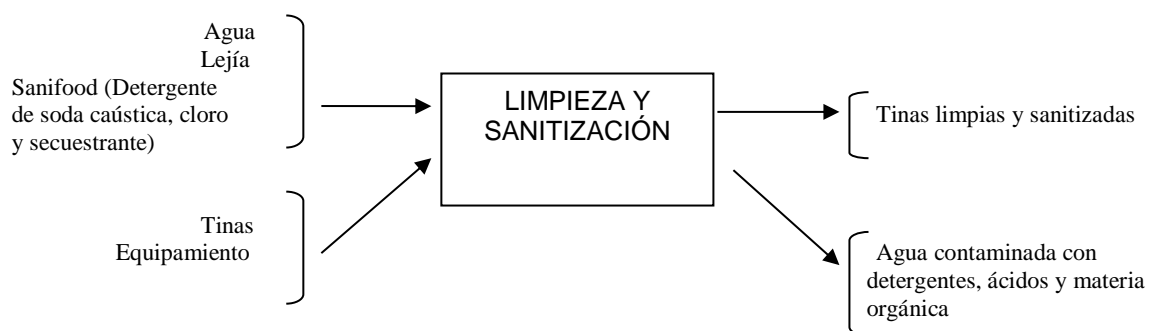 Agua
Lejía
Sanifood (Detergente
de soda caústica, cloro
y secuestrante)
Tinas
Equipamiento
LIMPIEZA Y
SANITIZACIÓN
Tinas limpias y sanitizadas
Agua contaminada con
detergentes, ácidos y materia
orgánica